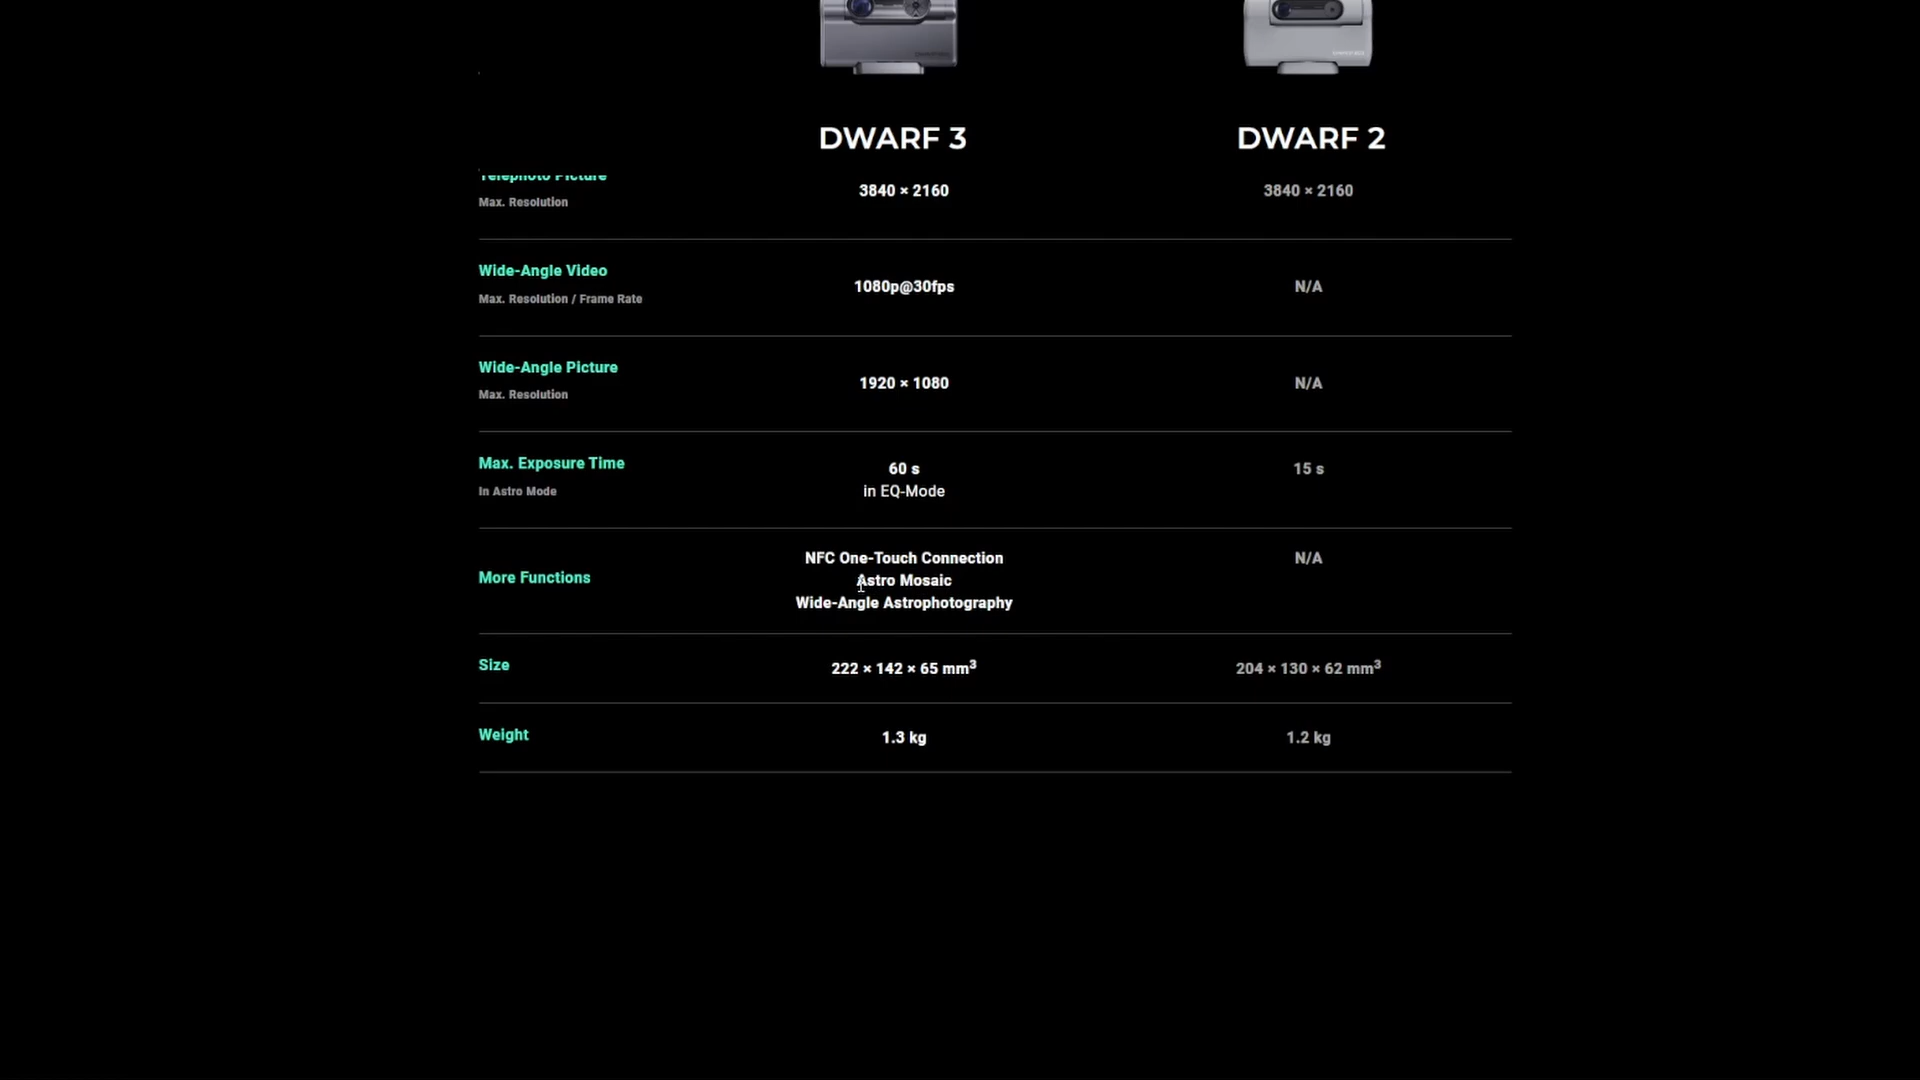 DWARF 3
DWARF 2
Telephoto Picture
Max. Resolution
3840 × 2160
3840 × 2160
Wide-Angle Video
Max. Resolution / Frame Rate
1080p@30fps
N/A
Wide-Angle Picture
Max. Resolution
1920 × 1080
N/A
Max. Exposure Time
In Astro Mode
60 s
in EQ-Mode
15 s
More Functions
NFC One-Touch Connection
Astro Mosaic
Wide-Angle Astrophotography
N/A
Size
222 × 142 × 65 mm³
204 × 130 × 62 mm³
Weight
1.3 kg
1.2 kg